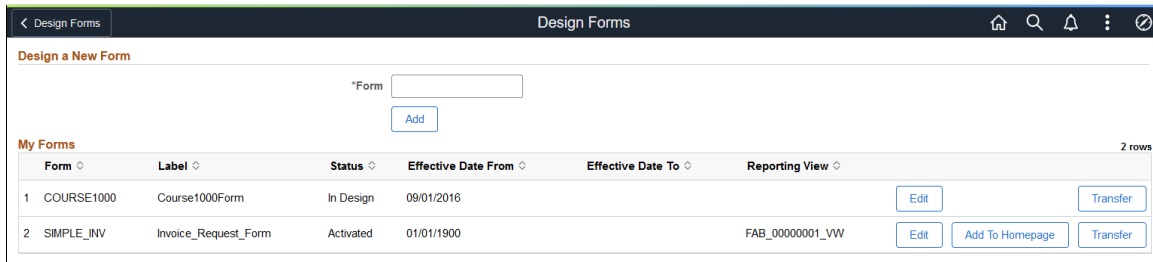 Design Forms Design Forms
Design a New Form
*Form
Add
My Forms 2 rows
Form Label Status Effective Date From Effective Date To Reporting View
1 COURSE1000 Course1000Form In Design 09/01/2016 Edit Transfer
2 SIMPLE_INV Invoice_Request_Form Activated 01/01/1900 FAB_00000001_VW Edit Add To Homepage Transfer